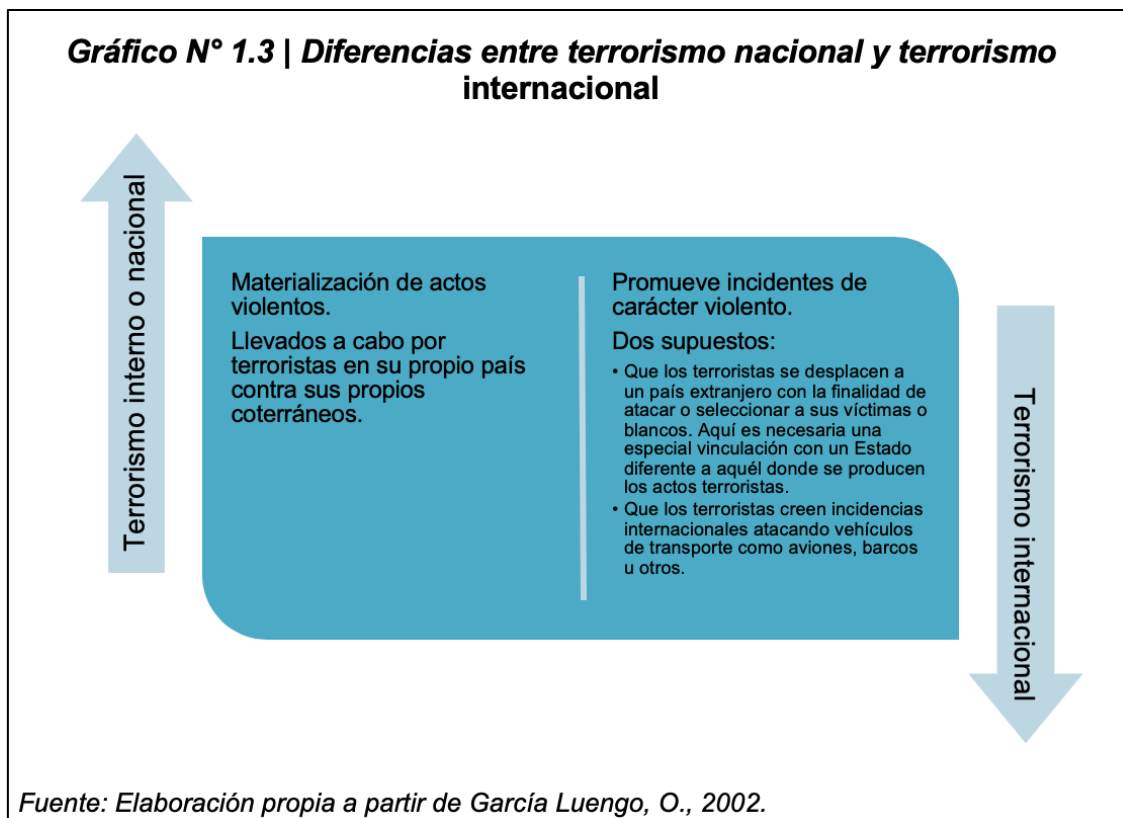 Gráfico N° 1.3 | Diferencias entre terrorismo nacional y terrorismo
internacional
Terrorismo interno o nacional
Materialización de actos
violentos.
Llevados a cabo por
terroristas en su propio país
contra sus propios
coterráneos.
Promueve incidentes de
carácter violento.
Dos supuestos:
• Que los terroristas se desplacen a
un país extranjero con la finalidad de
atacar o seleccionar a sus víctimas o
blancos. Aquí es necesaria una
especial vinculación con un Estado
diferente a aquél donde se producen
los actos terroristas.
• Que los terroristas creen incidencias
internacionales atacando vehículos
de transporte como aviones, barcos
u otros.
Terrorismo internacional
Fuente: Elaboración propia a partir de García Luengo, O., 2002.